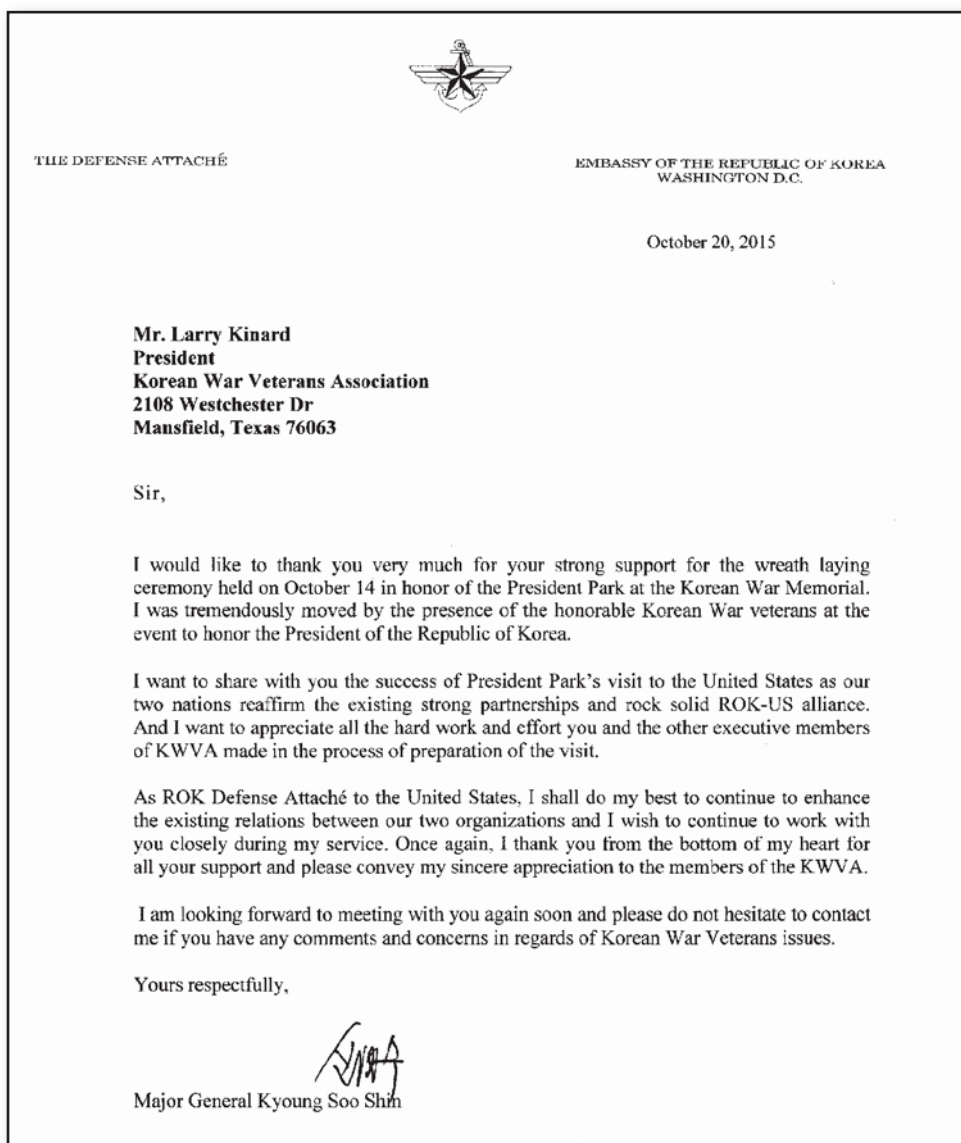 THE DEFENSE ATTACHÉ
EMBASSY OF THE REPUBLIC OF KOREA
WASHINGTON D.C.
October 20, 2015
Mr. Larry Kinard
President
Korean War Veterans Association
2108 Westchester Dr
Mansfield, Texas 76063
Sir,
I would like to thank you very much for your strong support for the wreath laying
ceremony held on October 14 in honor of the President Park at the Korean War Memorial.
I was tremendously moved by the presence of the honorable Korean War veterans at the
event to honor the President of the Republic of Korea.
I want to share with you the success of President Park's visit to the United States as our
two nations reaffirm the existing strong partnerships and rock solid ROK-US alliance.
And I want to appreciate all the hard work and effort you and the other executive members
of KWVA made in the process of preparation of the visit.
As ROK Defense Attaché to the United States, I shall do my best to continue to enhance
the existing relations between our two organizations and I wish to continue to work with
you closely during my service. Once again, I thank you from the bottom of my heart for
all your support and please convey my sincere appreciation to the members of the KWVA.
I am looking forward to meeting with you again soon and please do not hesitate to contact
me if you have any comments and concerns in regards of Korean War Veterans issues.
Yours respectfully,
Major General Kyoung Soo Shin